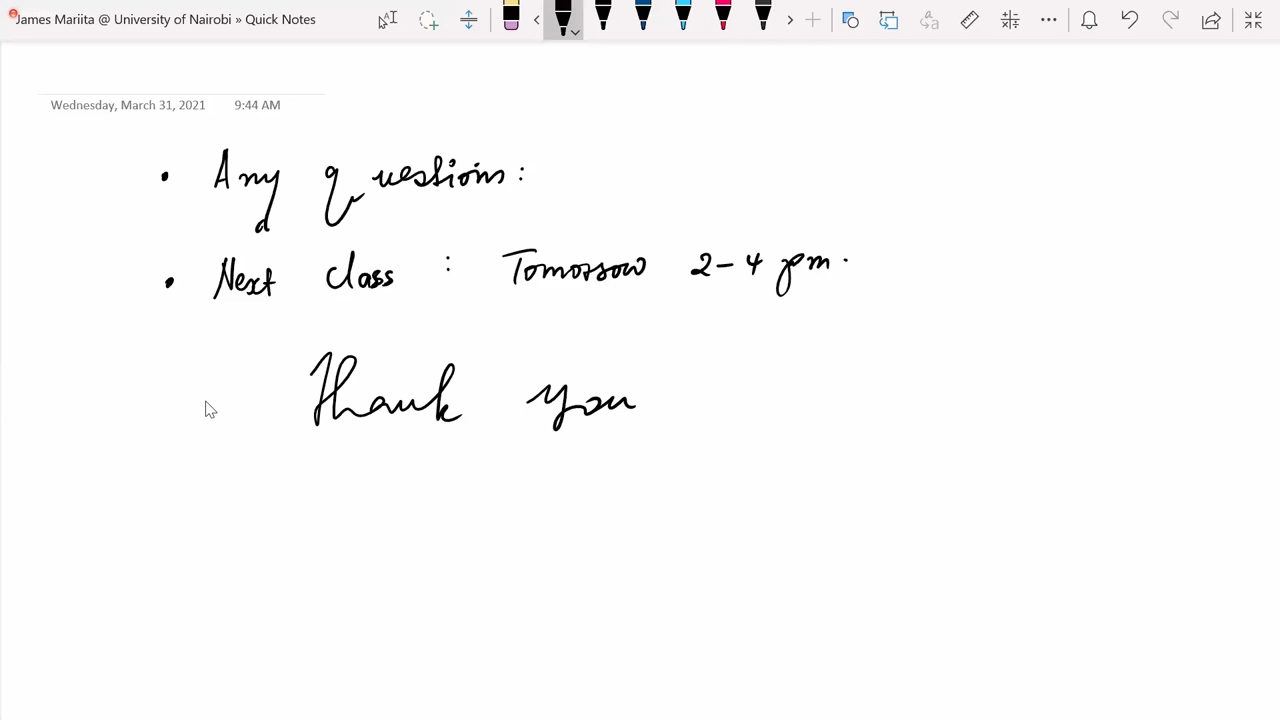 James Mariita @ University of Nairobi » Quick Notes
Wednesday, March 31, 2021 9:44 AM
• Any questions:
• Next class : Tomorrow 2-4 pm.
Thank you